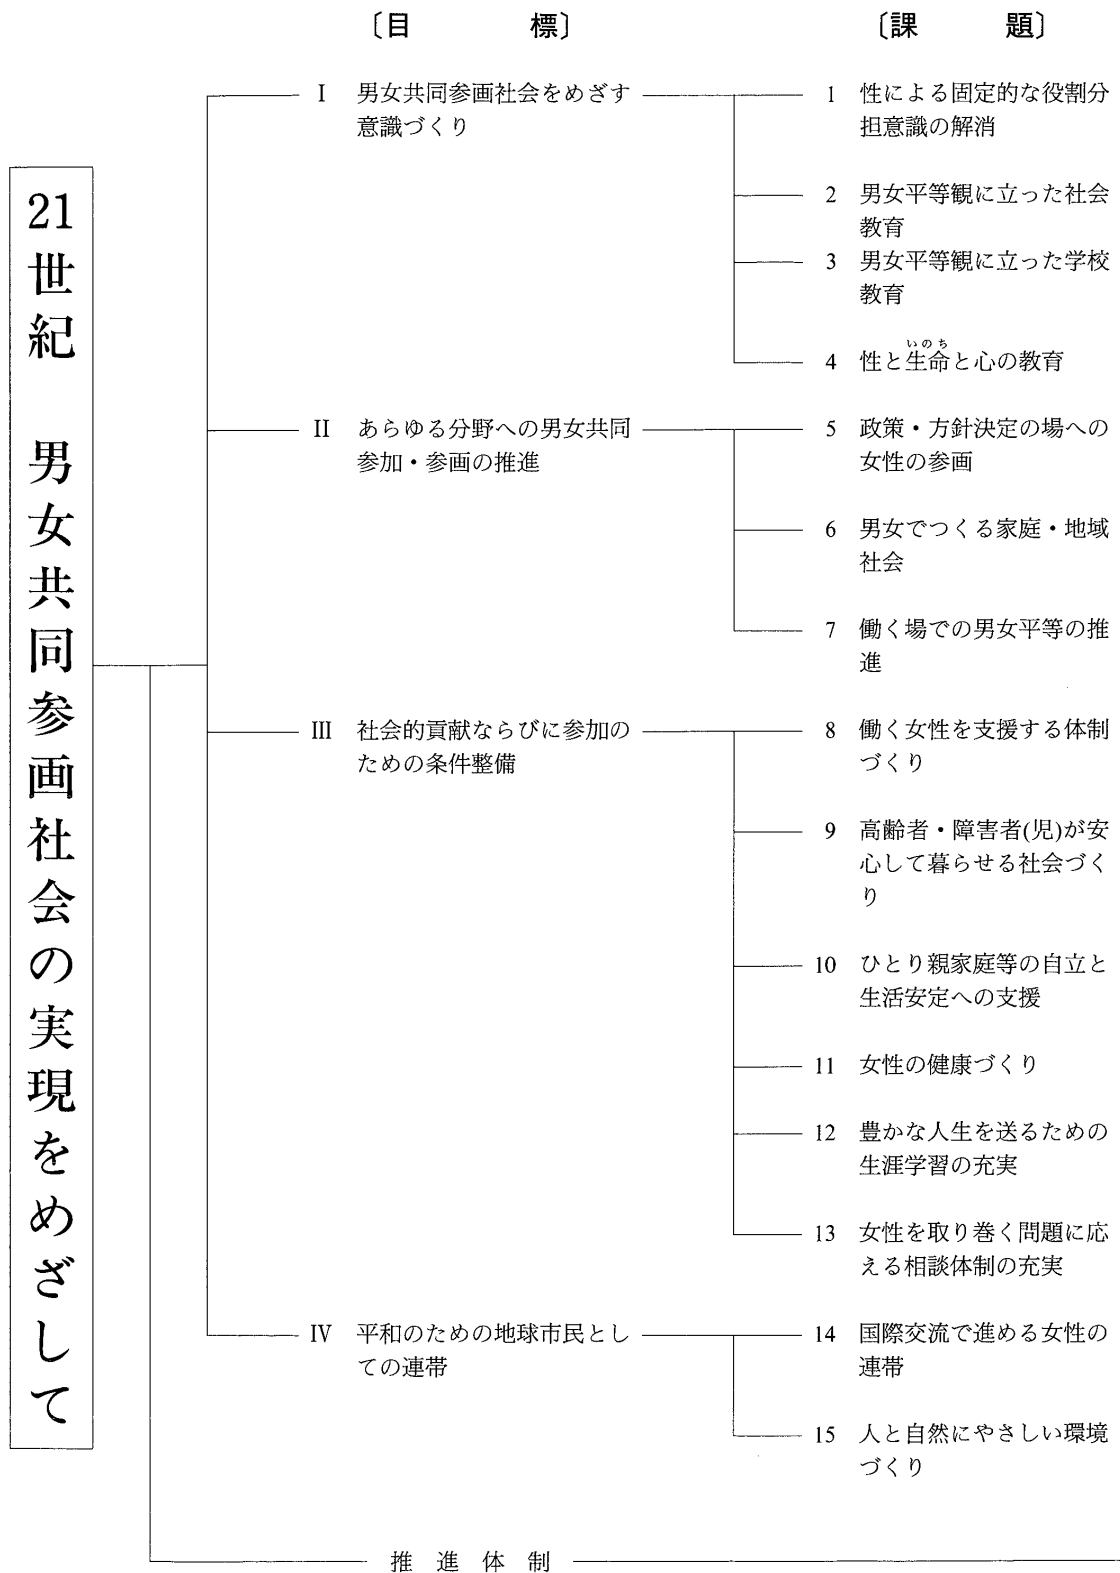 〔目　　標〕
〔課　　題〕
21世紀　男女共同参画社会の実現をめざして
I 男女共同参画社会をめざす
意識づくり
1 性による固定的な役割分
担意識の解消
2 男女平等観に立った社会
教育
3 男女平等観に立った学校
教育
いのち
4 性と生命と心の教育
II あらゆる分野への男女共同
参加・参画の推進
5 政策・方針決定の場への
女性の参画
6 男女でつくる家庭・地域
社会
7 働く場での男女平等の推
進
III 社会的貢献ならびに参加の
ための条件整備
8 働く女性を支援する体制
づくり
9 高齢者・障害者(児)が安
心して暮らせる社会づく
り
10 ひとり親家庭等の自立と
生活安定への支援
11 女性の健康づくり
12 豊かな人生を送るための
生涯学習の充実
13 女性を取り巻く問題に応
える相談体制の充実
IV 平和のための地球市民とし
ての連帯
14 国際交流で進める女性の
連帯
15 人と自然にやさしい環境
づくり
推 進 体 制